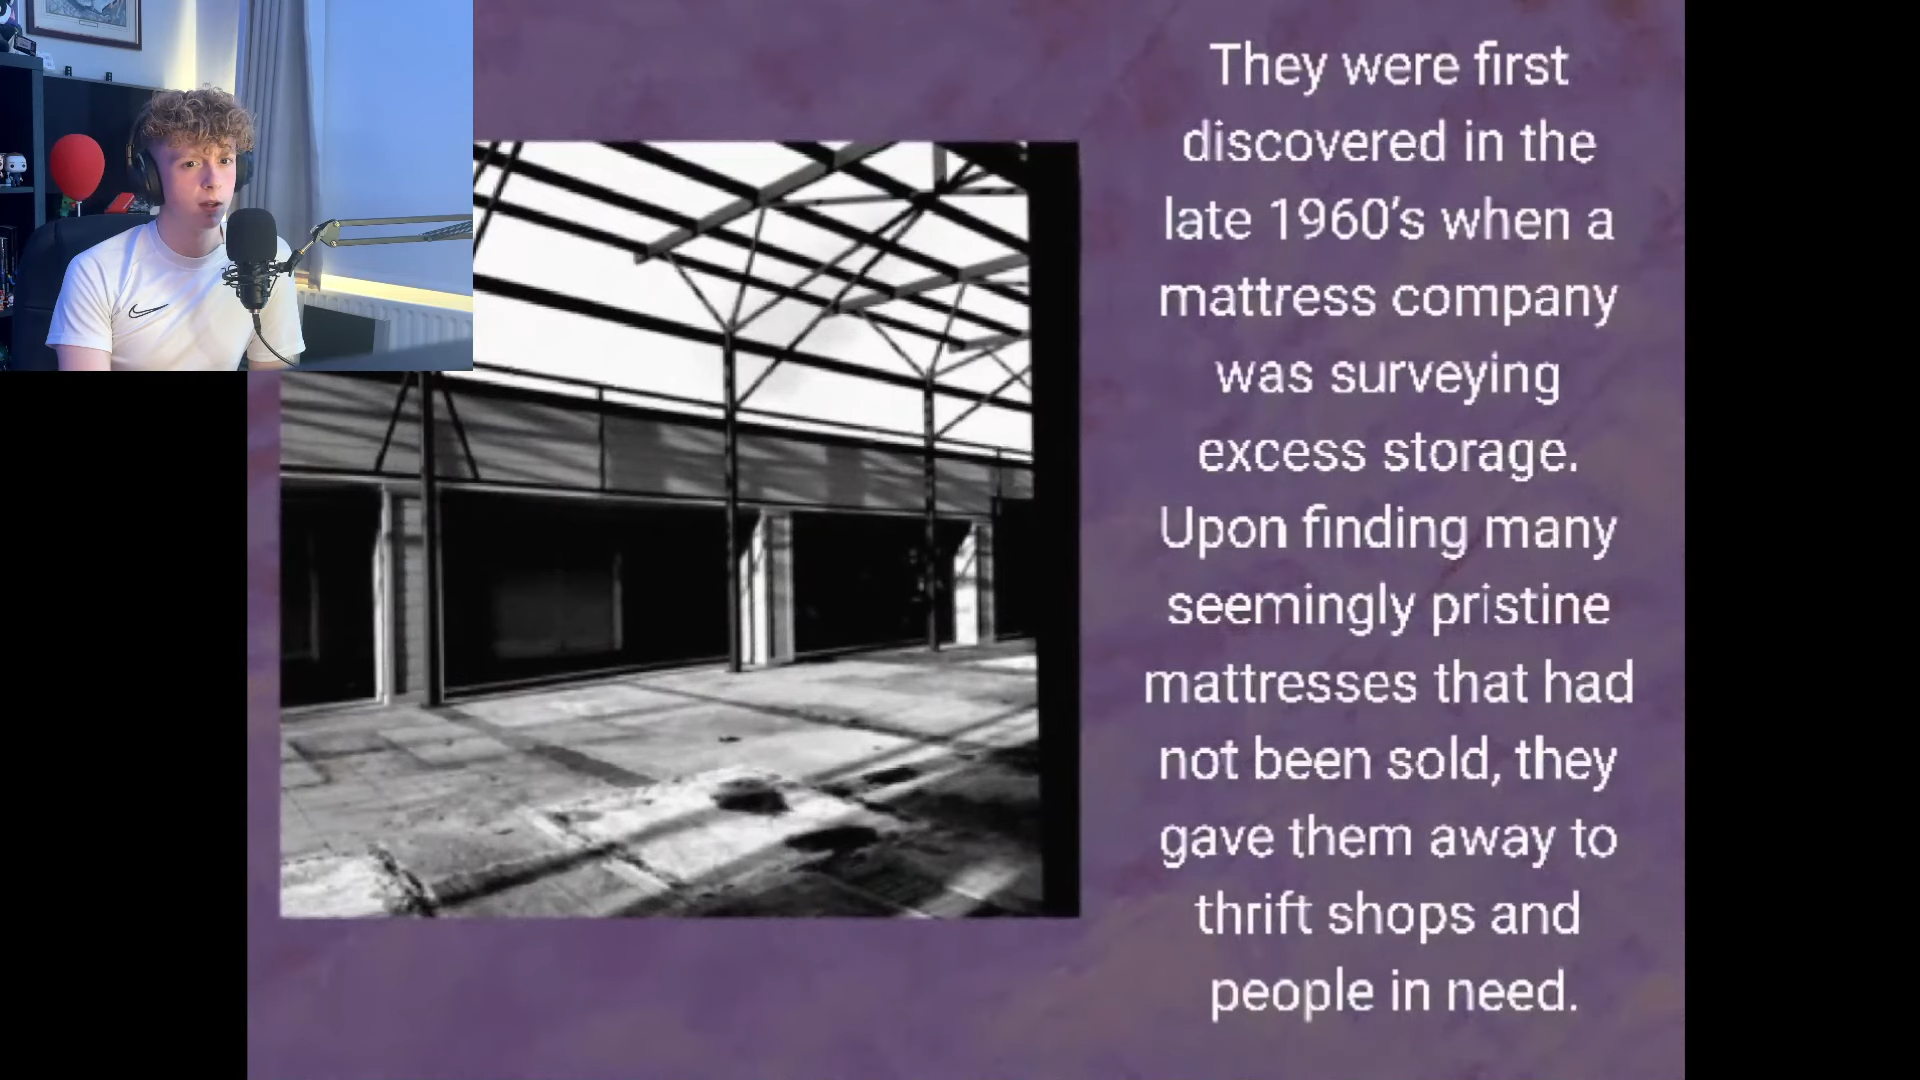 They were first
discovered in the
late 1960's when a
mattress company
was surveying
excess storage.
Upon finding many
seemingly pristine
mattresses that had
not been sold, they
gave them away to
thrift shops and
people in need.